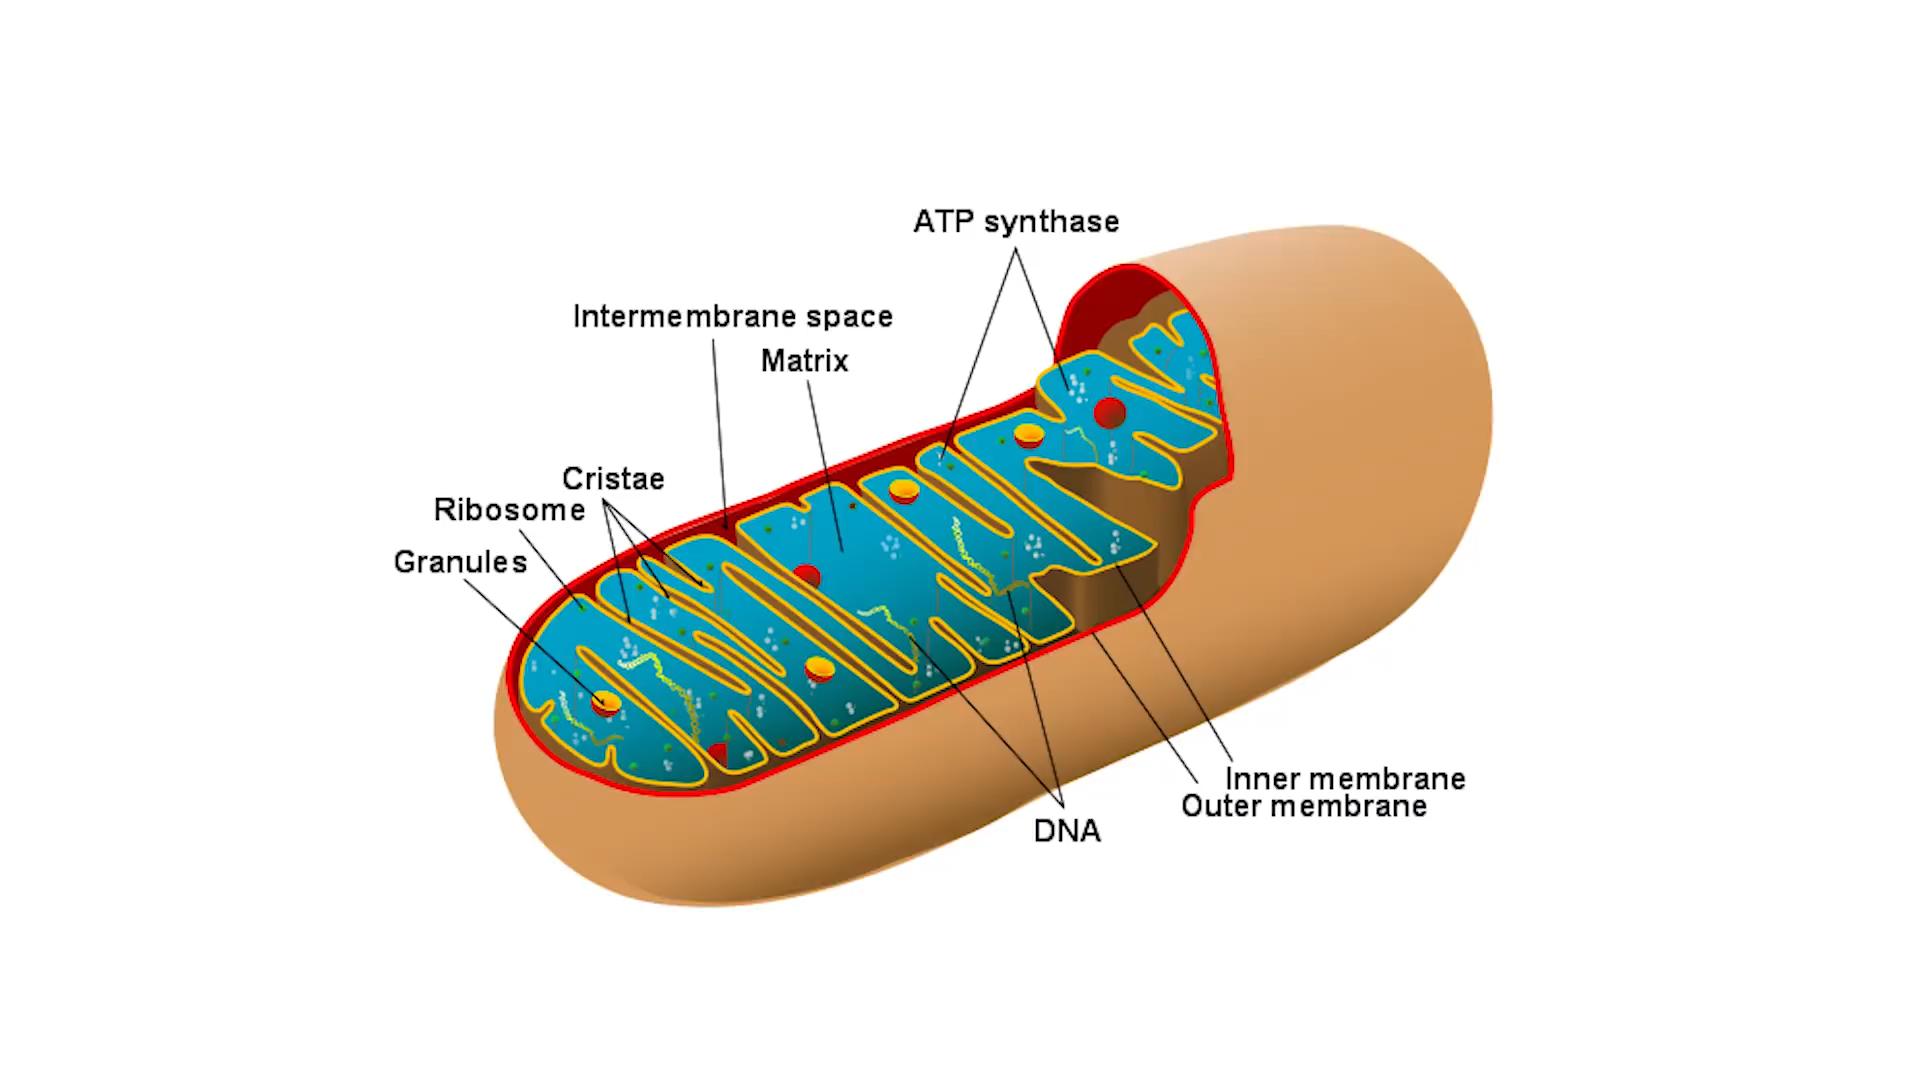 ATP synthase
Intermembrane space
Matrix
Cristae
Ribosome
Granules
Inner membrane
Outer membrane
DNA